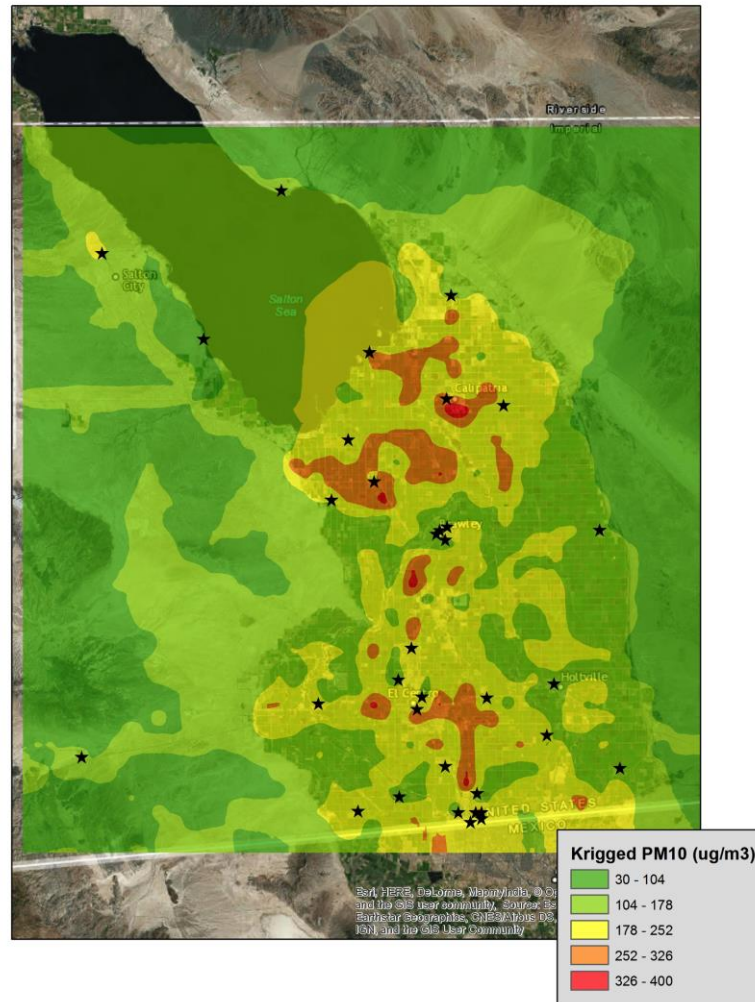 Riverside
Imperial
Salton
City
Salton
Sea
Calipatria
Brawley
Holtville
El Centro
UNITED STATES
MEXICO
Esri, HERE, DeLorme, MapmyIndia, ©
and the GIS user community, Source:
Earthstar Geographics, CNES/Airbus DS,
IGN, and the GIS User Community
Krigged PM10 (ug/m3)
30 - 104
104 - 178
178 - 252
252 - 326
326 - 400